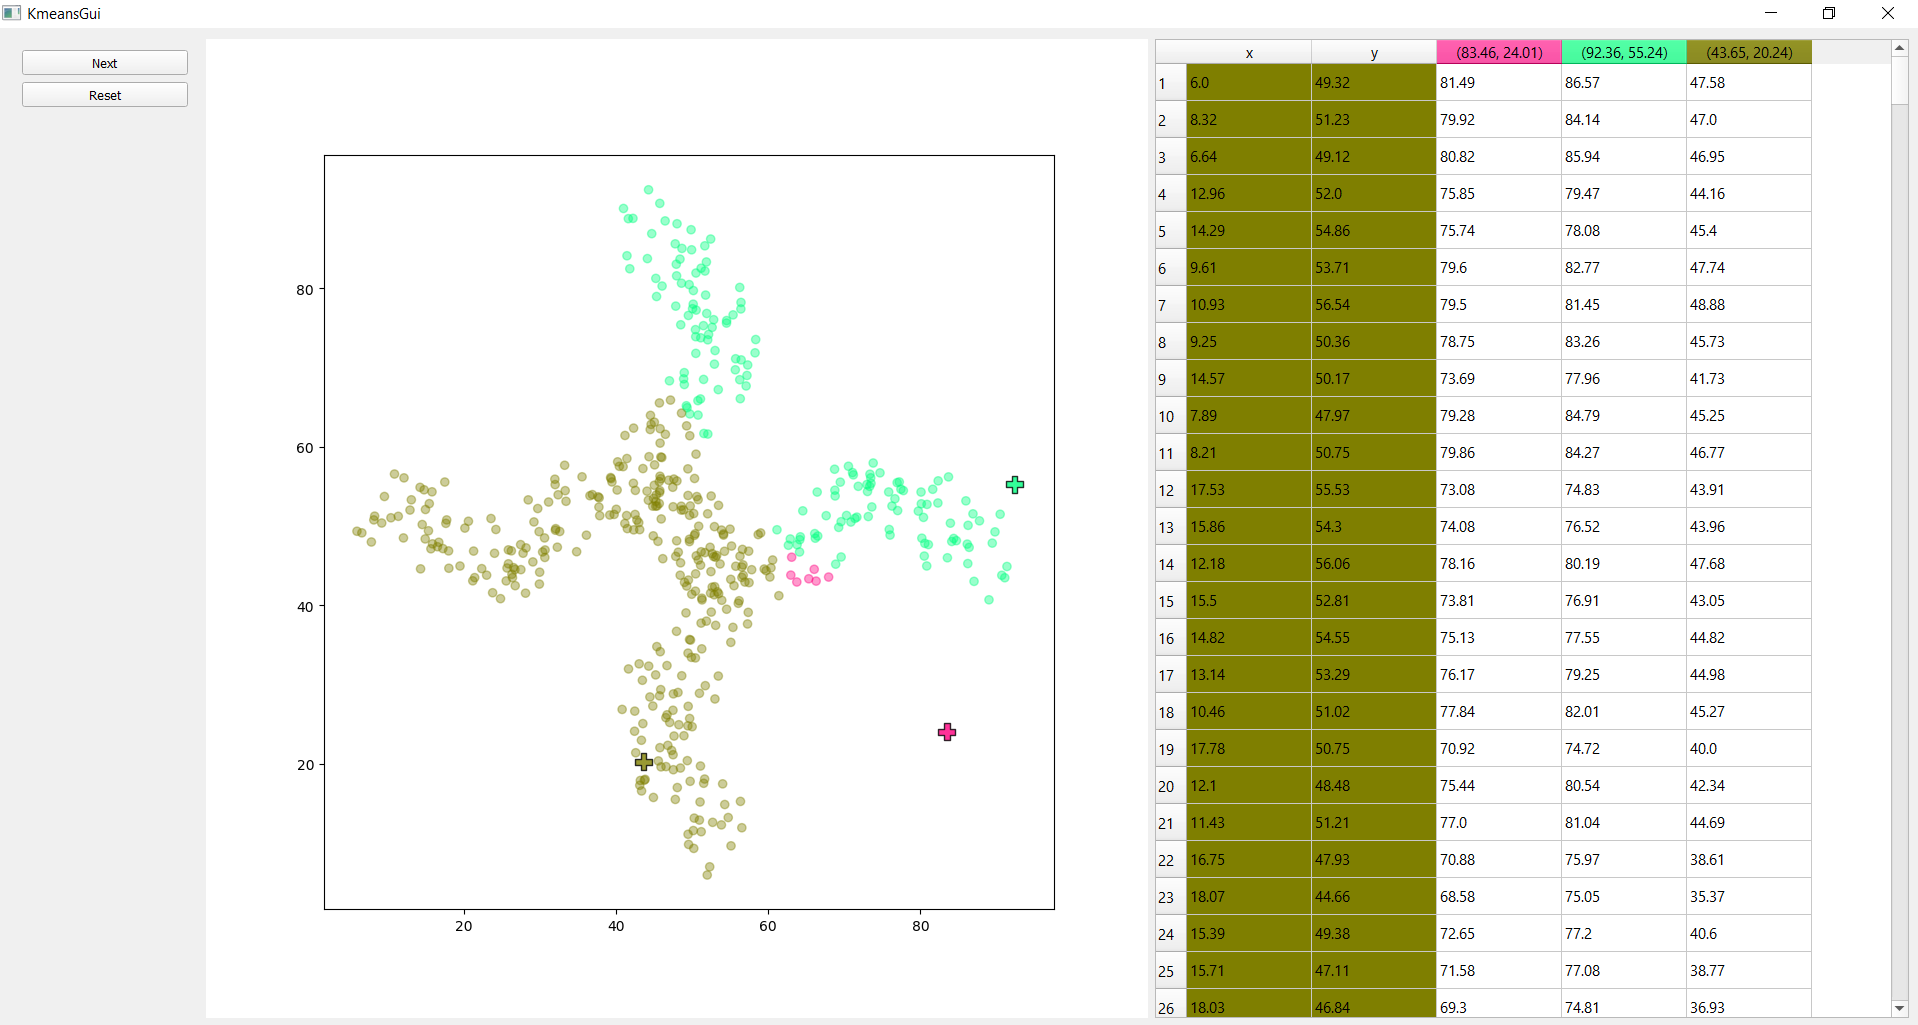 KmeansGui
Next
Reset
80
60
40
20
20 40 60 80
x y (83.46, 24.01) (92.36, 55.24) (43.65, 20.24)
1 6.0 49.32 81.49 86.57 47.58
2 8.32 51.23 79.92 84.14 47.0
3 6.64 49.12 80.82 85.94 46.95
4 12.96 52.0 75.85 79.47 44.16
5 14.29 54.86 75.74 78.08 45.4
6 9.61 53.71 79.6 82.77 47.74
7 10.93 56.54 79.5 81.45 48.88
8 9.25 50.36 78.75 83.26 45.73
9 14.57 50.17 73.69 77.96 41.73
10 7.89 47.97 79.28 84.79 45.25
11 8.21 50.75 79.86 84.27 46.77
12 17.53 55.53 73.08 74.83 43.91
13 15.86 54.3 74.08 76.52 43.96
14 12.18 56.06 78.16 80.19 47.68
15 15.5 52.81 73.81 76.91 43.05
16 14.82 54.55 75.13 77.55 44.82
17 13.14 53.29 76.17 79.25 44.98
18 10.46 51.02 77.84 82.01 45.27
19 17.78 50.75 70.92 74.72 40.0
20 12.1 48.48 75.44 80.54 42.34
21 11.43 51.21 77.0 81.04 44.69
22 16.75 47.93 70.88 75.97 38.61
23 18.07 44.66 68.58 75.05 35.37
24 15.39 49.38 72.65 77.2 40.6
25 15.71 47.11 71.58 77.08 38.77
26 18.03 46.84 69.3 74.81 36.93